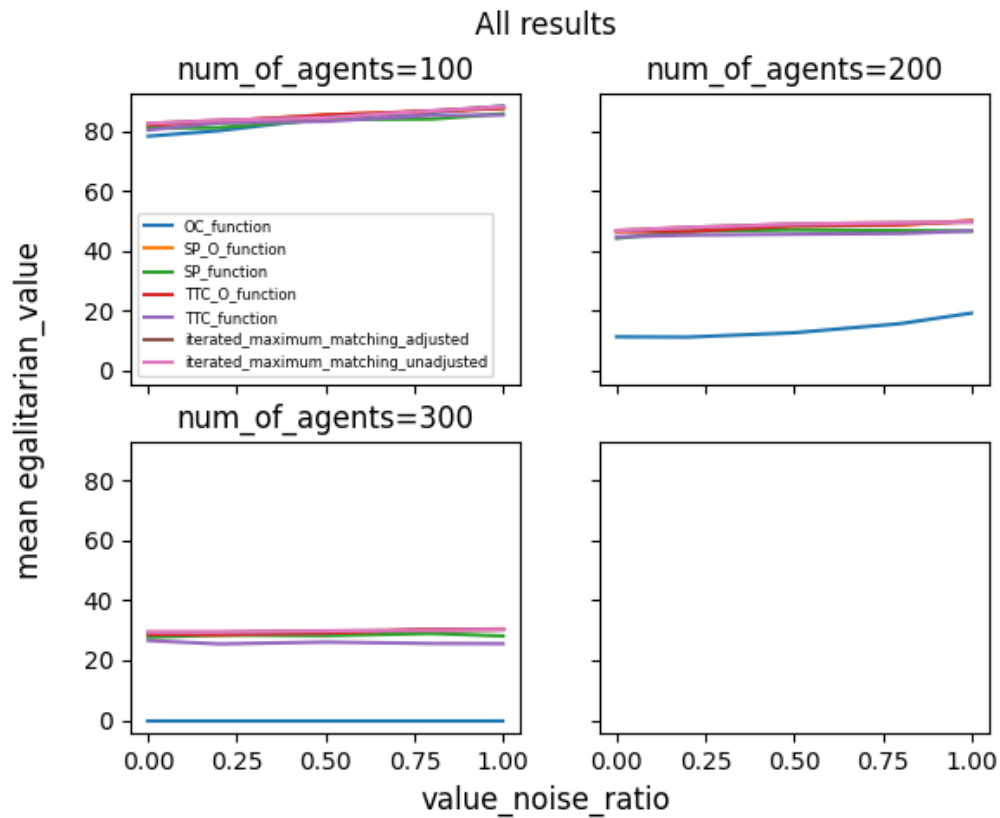 All results
num_of_agents=100
num_of_agents=200
80
60
40
20
0
OC_function
SP_O_function
SP_function
TTC_O_function
TTC_function
iterated_maximum_matching_adjusted
iterated_maximum_matching_unadjusted
mean egalitarian_value
num_of_agents=300
80
60
40
20
0
0.00 0.25 0.50 0.75 1.00
0.00 0.25 0.50 0.75 1.00
value_noise_ratio